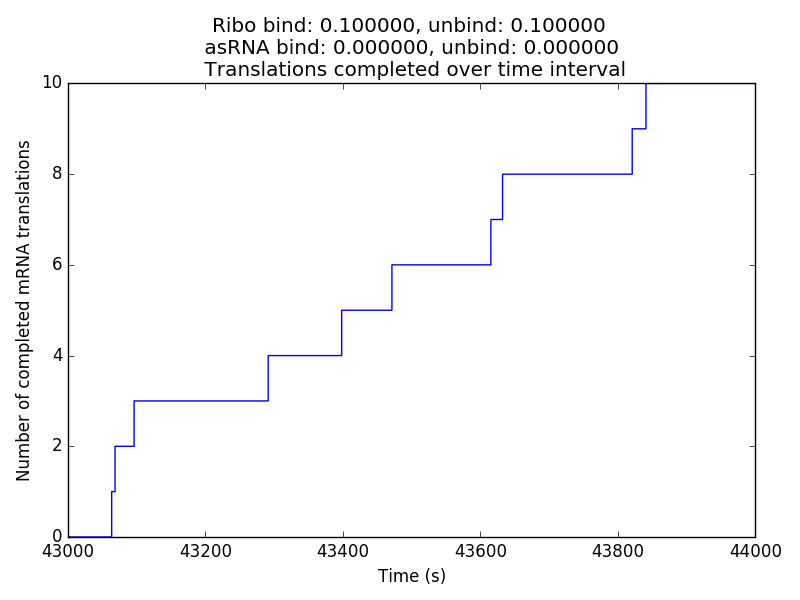 Ribo bind: 0.100000, unbind: 0.100000
asRNA bind: 0.000000, unbind: 0.000000
Translations completed over time interval
10
8
6
4
2
0
Number of completed mRNA translations
43000 43200 43400 43600 43800 44000
Time (s)